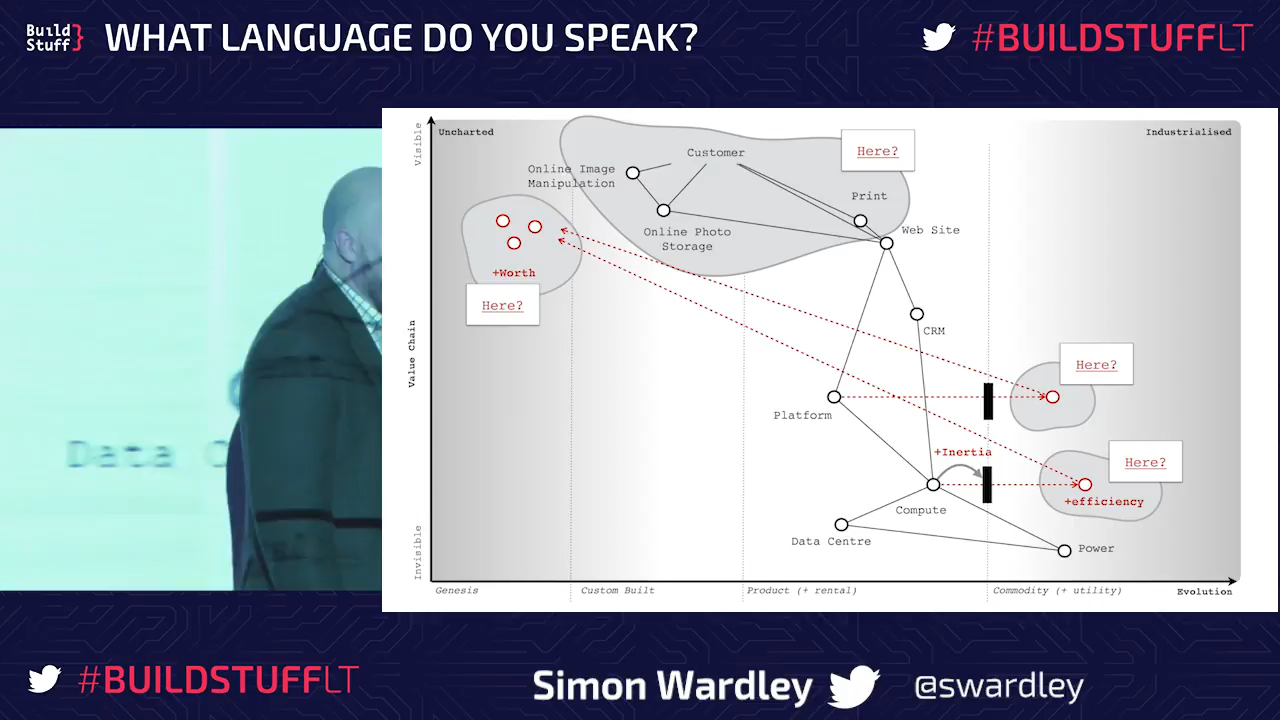 Build
Stuff}
WHAT LANGUAGE DO YOU SPEAK?
#BUILDSTUFFLT
Visible
Uncharted
Industrialised
Customer
Here?
Online Image
Manipulation
Print
Online Photo
Storage
Web Site
+Worth
Here?
CRM
Value Chain
Here?
Platform
+Inertia
Here?
+efficiency
Compute
Data Centre
Power
Invisible
Genesis
Custom Built
Product (+ rental)
Commodity (+ utility)
Evolution
Data C
#BUILDSTUFFLT
Simon Wardley
@swardley